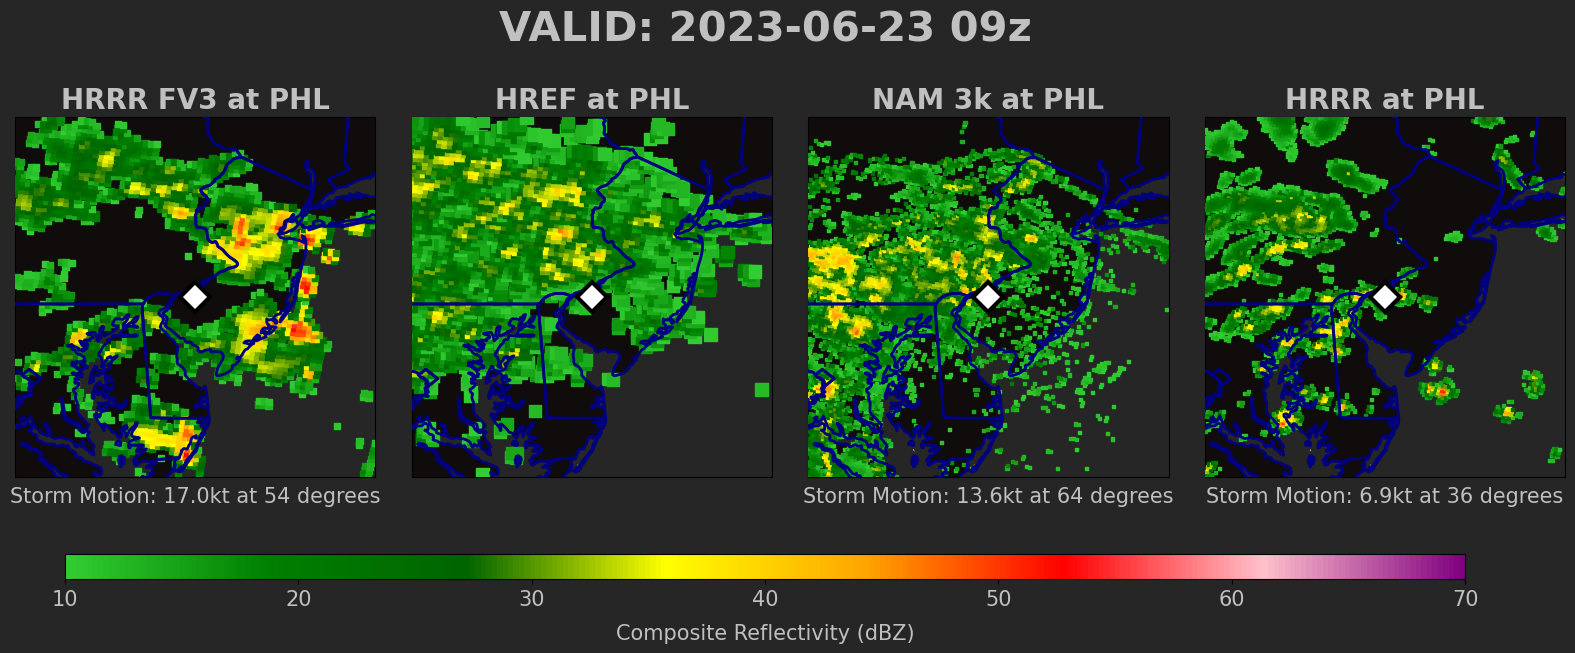 VALID: 2023-06-23 09z
HRRR FV3 at PHL
HREF at PHL
NAM 3k at PHL
HRRR at PHL
Storm Motion: 17.0kt at 54 degrees
Storm Motion: 13.6kt at 64 degrees
Storm Motion: 6.9kt at 36 degrees
10 20 30 40 50 60 70
Composite Reflectivity (dBZ)